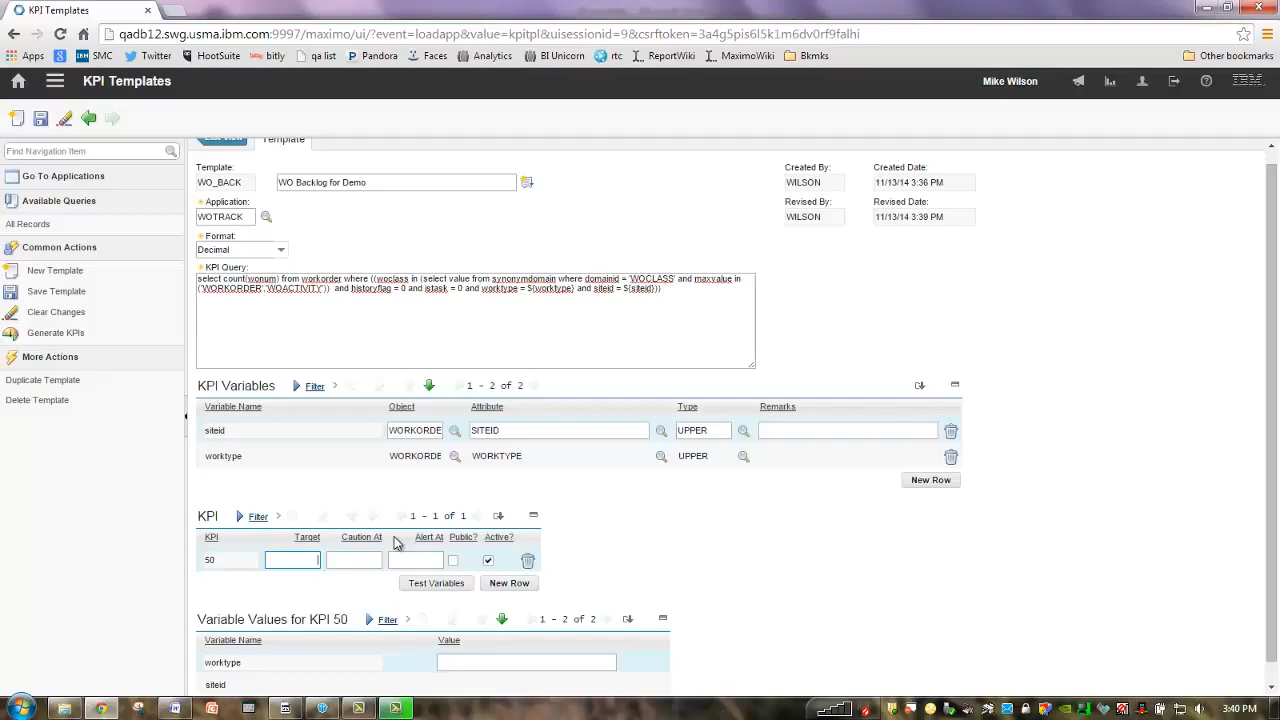 KPI Templates
qadb12.swg.usma.ibm.com:9997/maximo/ui/?event=loadapp&value=kpitpl&uisessionid=9&csrftoken=3a4g5pis6l5k1m6dv0rf9falhi
Apps SMC Twitter HootSuite bitly qa list Pandora Faces Analytics BI Unicorn rtc ReportWiki MaximoWiki Bkmks Other bookmarks
KPI Templates Mike Wilson IBM
Find Navigation Item
Go To Applications
Available Queries
All Records
Common Actions
New Template
Save Template
Clear Changes
Generate KPIs
More Actions
Duplicate Template
Delete Template
List View Template
Template: Created By: Created Date:
WO_BACK WO Backlog for Demo WILSON 11/13/14 3:36 PM
Application: Revised By: Revised Date:
WOTRACK WILSON 11/13/14 3:39 PM
Format:
Decimal
KPI Query:
select count(wonum) from workorder where ((woclass in (select value from synonymdomain where domainid = 'WOCLASS' and maxvalue in
('WORKORDER','WOACTIVITY')) and historyflag = 0 and istask = 0 and worktype = ${worktype} and siteid = ${siteid}))
KPI Variables Filter 1 - 2 of 2
Variable Name Object Attribute Type Remarks
siteid WORKORDE SITEID UPPER
worktype WORKORDE WORKTYPE UPPER
New Row
KPI Filter 1 - 1 of 1
KPI Target Caution At Alert At Public? Active?
50
Test Variables New Row
Variable Values for KPI 50 Filter 1 - 2 of 2
Variable Name Value
worktype
siteid
3:40 PM